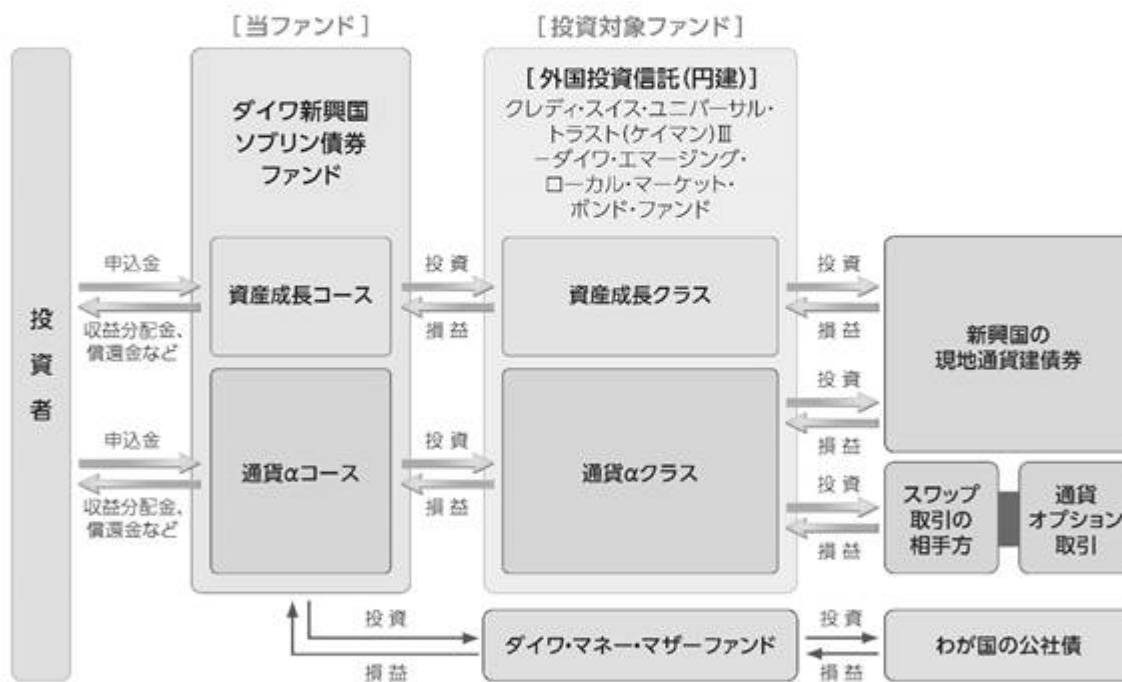 [当ファンド]
[投資対象ファンド]
投資者
ダイワ新興国
ソブリン債券
ファンド
[外国投資信託(円建)]
クレディ・スイス・ユニバーサル・
トラスト(ケイマン)Ⅲ
-ダイワ・エマージング・
ローカル・マーケット・
ボンド・ファンド
申込金
収益分配金、
償還金など
資産成長コース
投資
損益
資産成長クラス
投資
損益
新興国の
現地通貨建債券
申込金
収益分配金、
償還金など
通貨αコース
投資
損益
通貨αクラス
投資
損益
投資
損益
スワップ
取引の
相手方
通貨
オプション
取引
投資
損益
ダイワ・マネー・マザーファンド
投資
損益
わが国の公社債